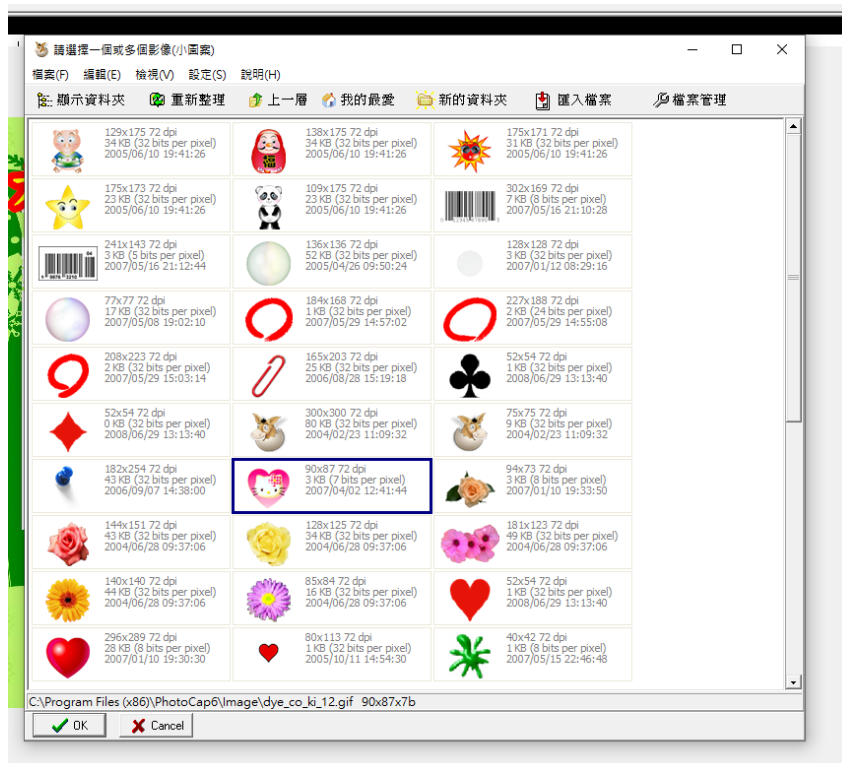 請選擇一個或多個影像(小圖案)
檔案(F) 編輯(E) 檢視(V) 設定(S) 說明(H)
顯示資料夾 重新整理 上一層 我的最愛 新的資料夾 匯入檔案 檔案管理
129x175 72 dpi
34 KB (32 bits per pixel)
2005/06/10 19:41:26
138x175 72 dpi
34 KB (32 bits per pixel)
2005/06/10 19:41:26
175x171 72 dpi
31 KB (32 bits per pixel)
2005/06/10 19:41:26
175x173 72 dpi
23 KB (32 bits per pixel)
2005/06/10 19:41:26
109x175 72 dpi
23 KB (32 bits per pixel)
2005/06/10 19:41:26
302x169 72 dpi
7 KB (8 bits per pixel)
2007/05/16 21:10:28
241x143 72 dpi
3 KB (5 bits per pixel)
2007/05/16 21:12:44
136x136 72 dpi
52 KB (32 bits per pixel)
2005/04/26 09:50:24
128x128 72 dpi
3 KB (32 bits per pixel)
2007/01/12 08:29:16
77x77 72 dpi
17 KB (32 bits per pixel)
2007/05/08 19:02:10
184x168 72 dpi
1 KB (32 bits per pixel)
2007/05/29 14:57:02
227x188 72 dpi
2 KB (24 bits per pixel)
2007/05/29 14:55:08
208x223 72 dpi
2 KB (32 bits per pixel)
2007/05/29 15:03:14
165x203 72 dpi
25 KB (32 bits per pixel)
2006/08/28 15:19:18
52x54 72 dpi
1 KB (32 bits per pixel)
2008/06/29 13:13:40
52x54 72 dpi
0 KB (32 bits per pixel)
2008/06/29 13:13:40
300x300 72 dpi
80 KB (32 bits per pixel)
2004/02/23 11:09:32
75x75 72 dpi
9 KB (32 bits per pixel)
2004/02/23 11:09:32
182x254 72 dpi
43 KB (32 bits per pixel)
2006/09/07 14:38:00
90x87 72 dpi
3 KB (7 bits per pixel)
2007/04/02 12:41:44
94x73 72 dpi
3 KB (8 bits per pixel)
2007/01/10 19:33:50
144x151 72 dpi
43 KB (32 bits per pixel)
2004/06/28 09:37:06
128x125 72 dpi
34 KB (32 bits per pixel)
2004/06/28 09:37:06
181x123 72 dpi
49 KB (32 bits per pixel)
2004/06/28 09:37:06
140x140 72 dpi
44 KB (32 bits per pixel)
2004/06/28 09:37:06
85x84 72 dpi
16 KB (32 bits per pixel)
2004/06/28 09:37:06
52x54 72 dpi
1 KB (32 bits per pixel)
2008/06/29 13:13:40
296x289 72 dpi
28 KB (8 bits per pixel)
2007/01/10 19:30:30
80x113 72 dpi
1 KB (32 bits per pixel)
2005/10/11 14:54:30
40x42 72 dpi
1 KB (8 bits per pixel)
2007/05/15 22:46:48
C:\Program Files (x86)\PhotoCap6\Image\dye_co_ki_12.gif 90x87x7b
OK Cancel